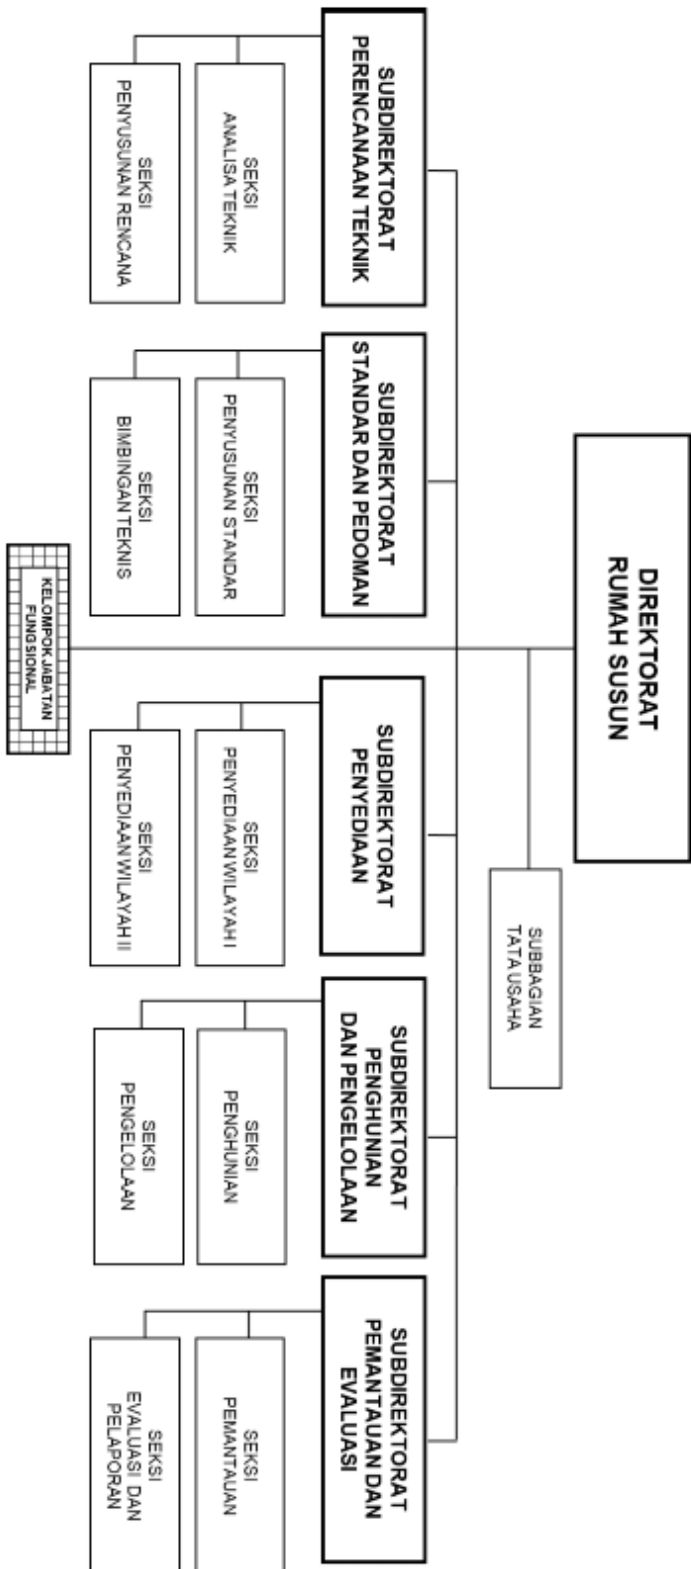 DIREKTORAT
RUMAH SUSUN
SUBBAGIAN
TATA USAHA
SUBDIREKTORAT
PERENCANAAN TEKNIK
SEKSI
ANALISA TEKNIK
SEKSI
PENYUSUNAN RENCANA
SUBDIREKTORAT
STANDAR DAN PEDOMAN
SEKSI
PENYUSUNAN STANDAR
SEKSI
BIMBINGAN TEKNIS
SUBDIREKTORAT
PENYEDIAAN
SEKSI
PENYEDIAAN WILAYAH I
SEKSI
PENYEDIAAN WILAYAH II
SUBDIREKTORAT
PENGHUNIAN
DAN PENGELOLAAN
SEKSI
PENGHUNIAN
SEKSI
PENGELOLAAN
SUBDIREKTORAT
PEMANTAUAN DAN
EVALUASI
SEKSI
PEMANTAUAN
SEKSI
EVALUASI DAN
PELAPORAN
KELOMPOK JABATAN
FUNGSIONAL